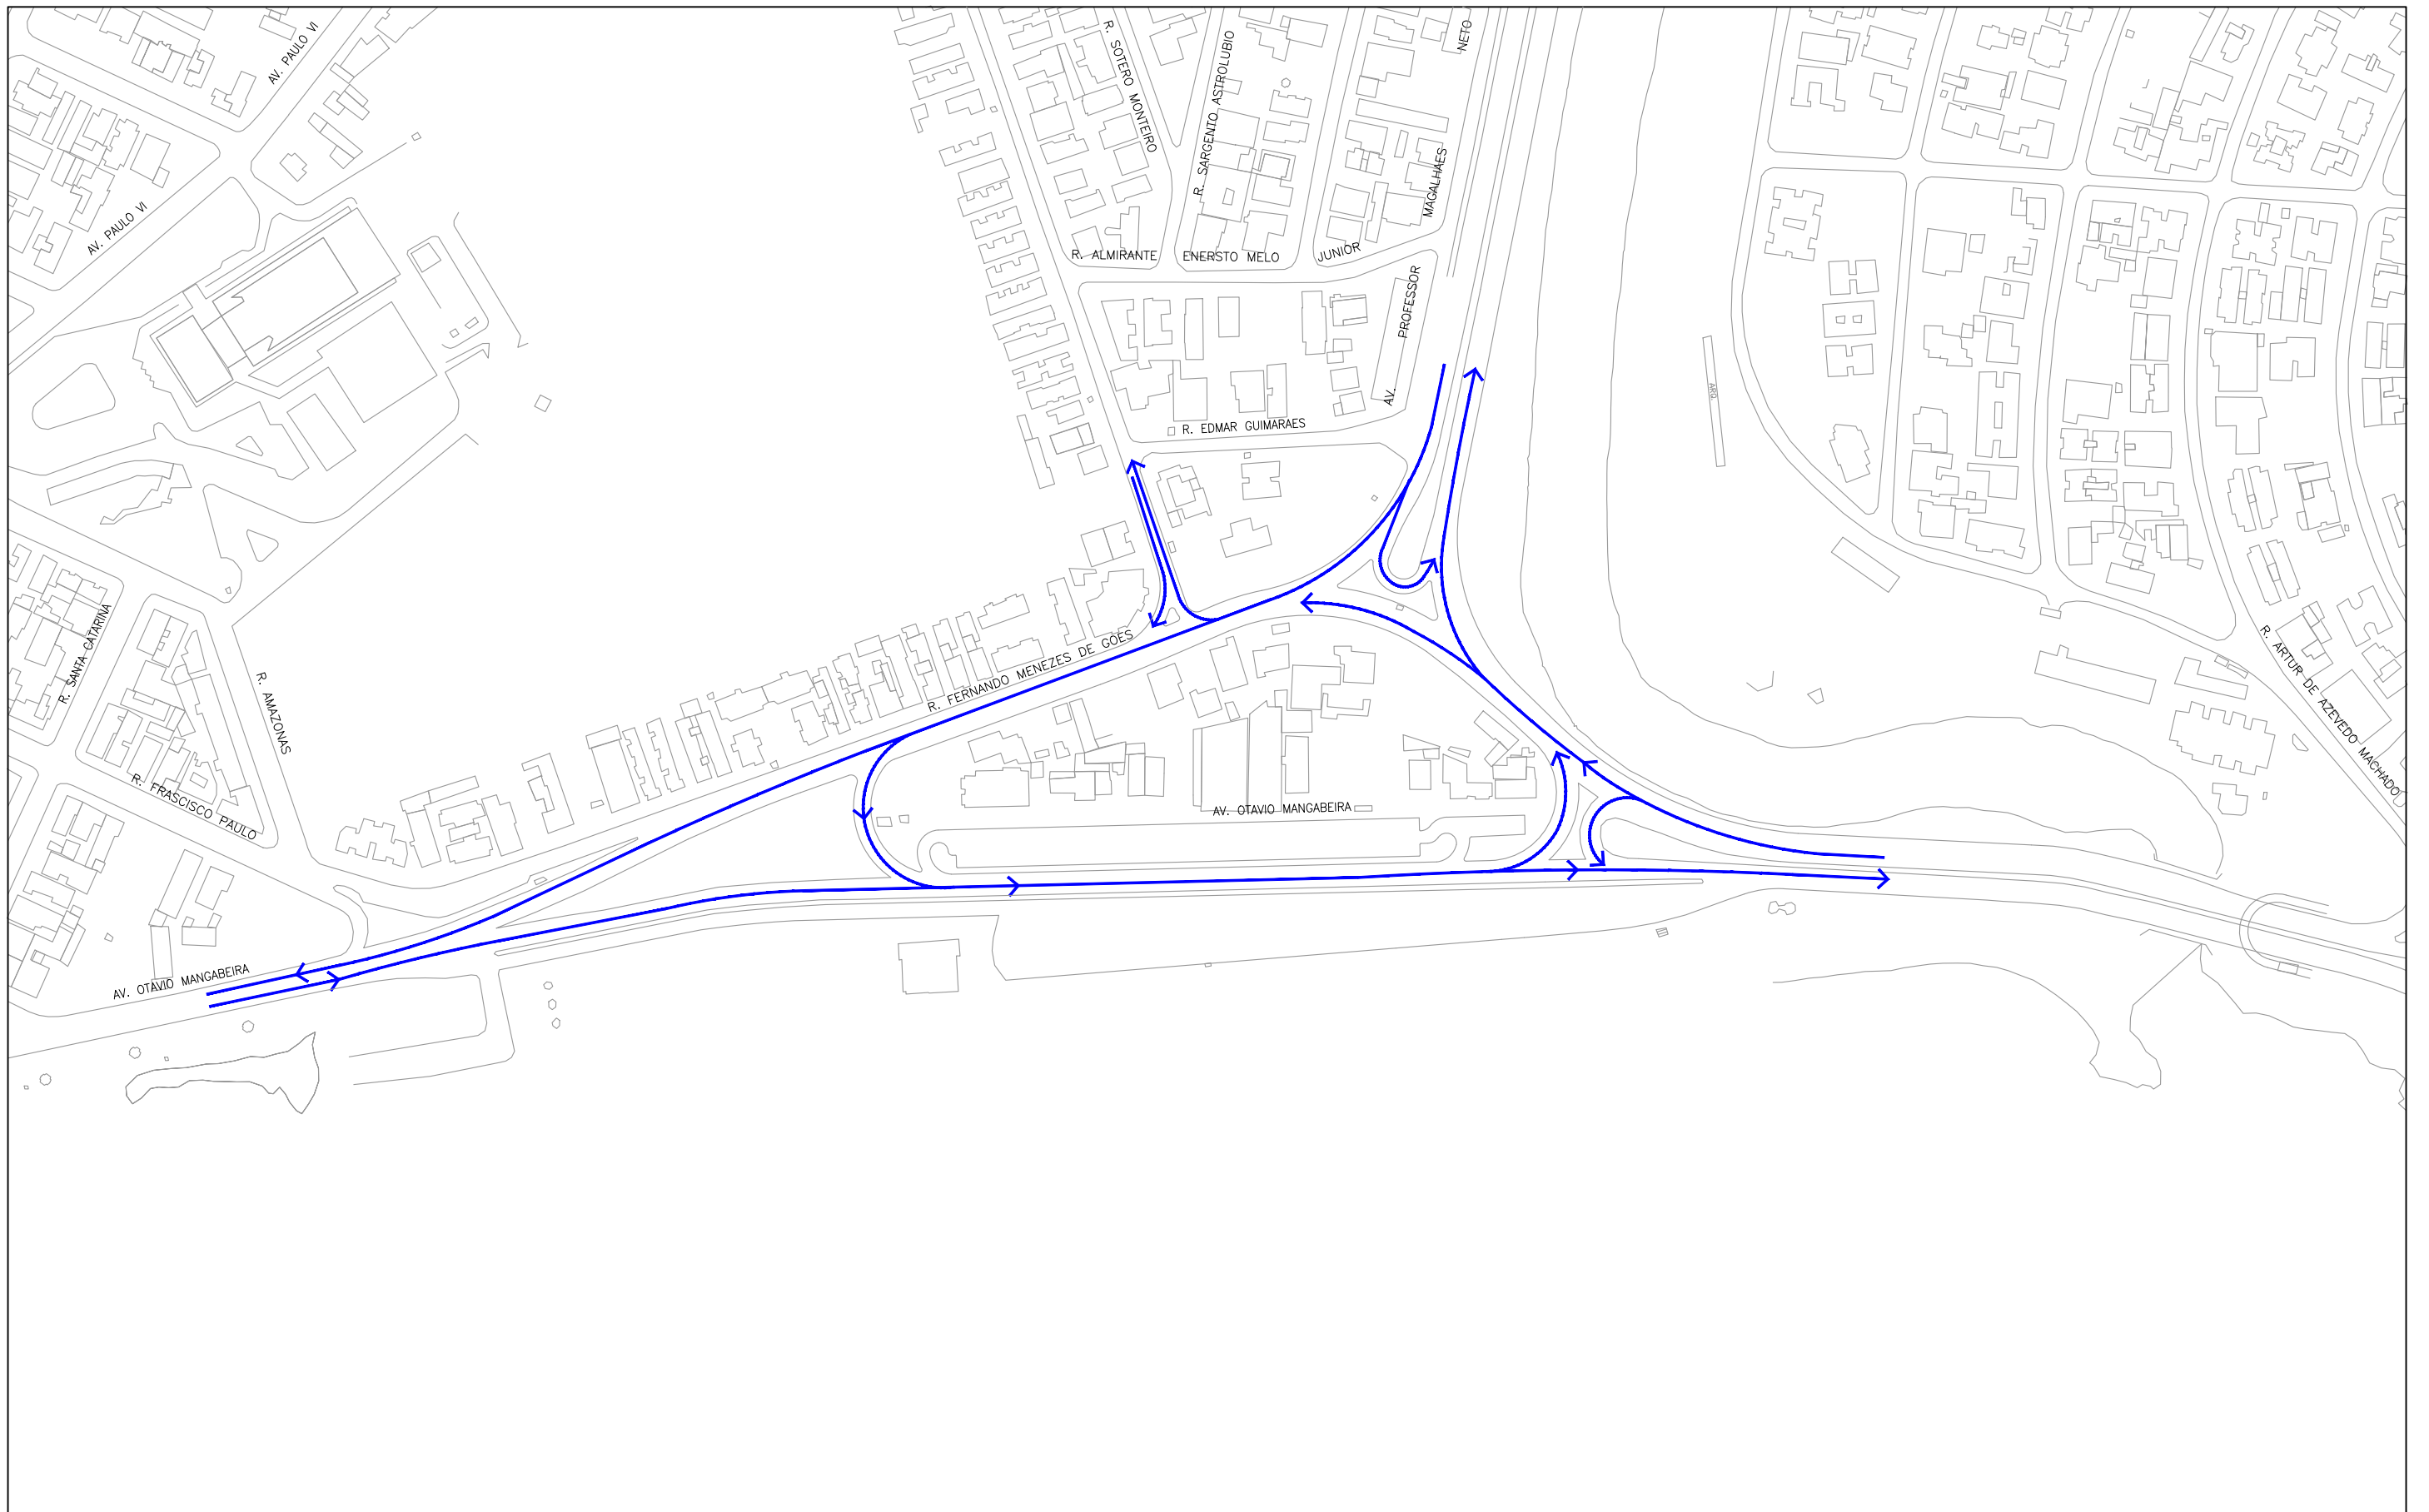 AV. PAULO VI
R. SOTERO MONTEIRO
R. SARGENTO ASTROLUBIO
NETO
MAGALHAES
AV. PAULO VI
R. ALMIRANTE ENERSTO MELO JUNIOR
PROFESSOR
AV.
ARQ.
R. EDMAR GUIMARAES
R. SANTA CATARINA
R. AMAZONAS
R. FERNANDO MENEZES DE GÓES
R. ARTUR DE AZEVEDO MACHADO
R. FRASCISCO PAULO
AV. OTAVIO MANGABEIRA
AV. OTAVIO MANGABEIRA